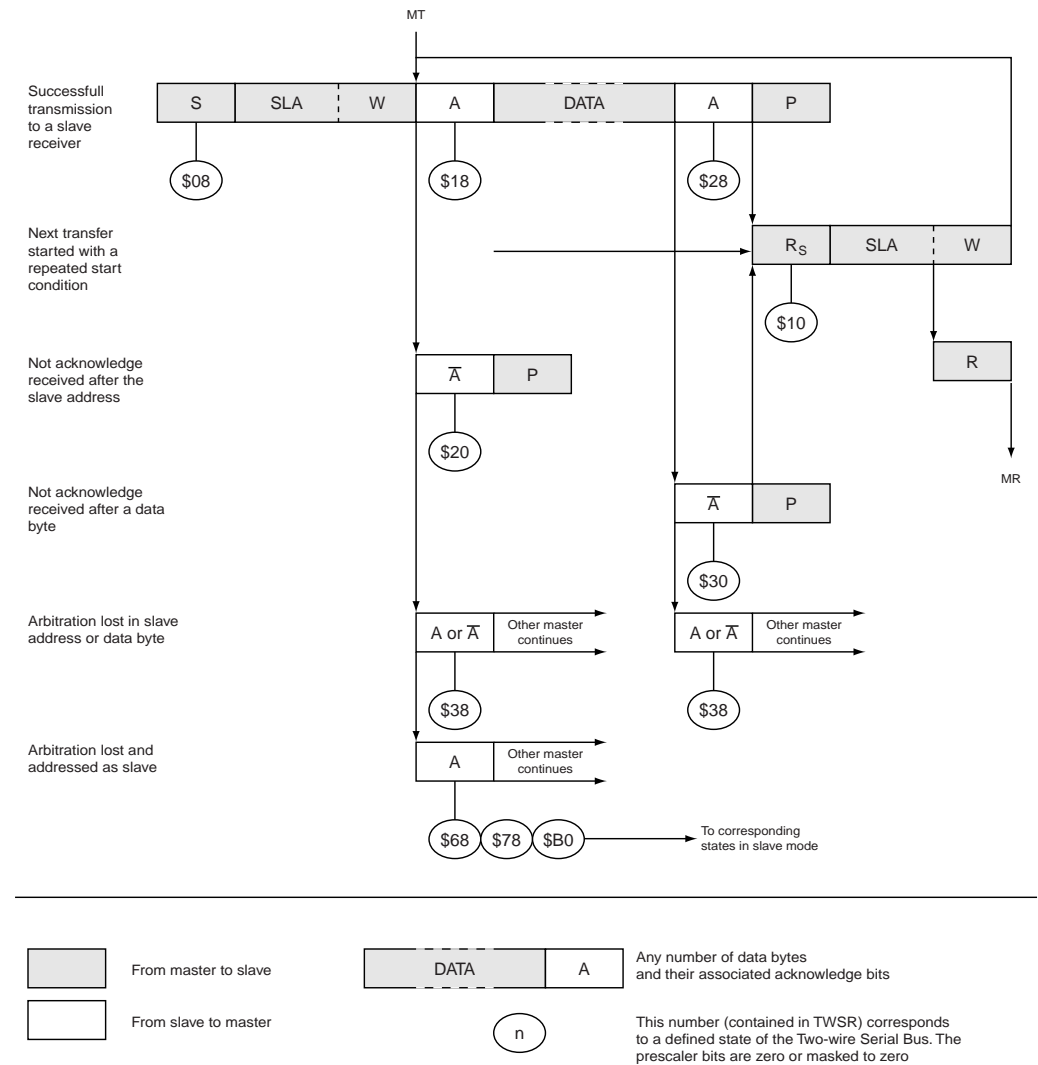 MT
Successfull
transmission
to a slave
receiver
S
SLA
W
A
DATA
A
P
$08
$18
$28
Next transfer
started with a
repeated start
condition
RS
SLA
W
$10
Not acknowledge
received after the
slave address
A̅
P
R
$20
MR
Not acknowledge
received after a data
byte
A̅
P
$30
Arbitration lost in slave
address or data byte
A or A̅
Other master
continues
A or A̅
Other master
continues
$38
$38
Arbitration lost and
addressed as slave
A
Other master
continues
$68
$78
$B0
To corresponding
states in slave mode
From master to slave
DATA
A
Any number of data bytes
and their associated acknowledge bits
From slave to master
n
This number (contained in TWSR) corresponds
to a defined state of the Two-wire Serial Bus. The
prescaler bits are zero or masked to zero